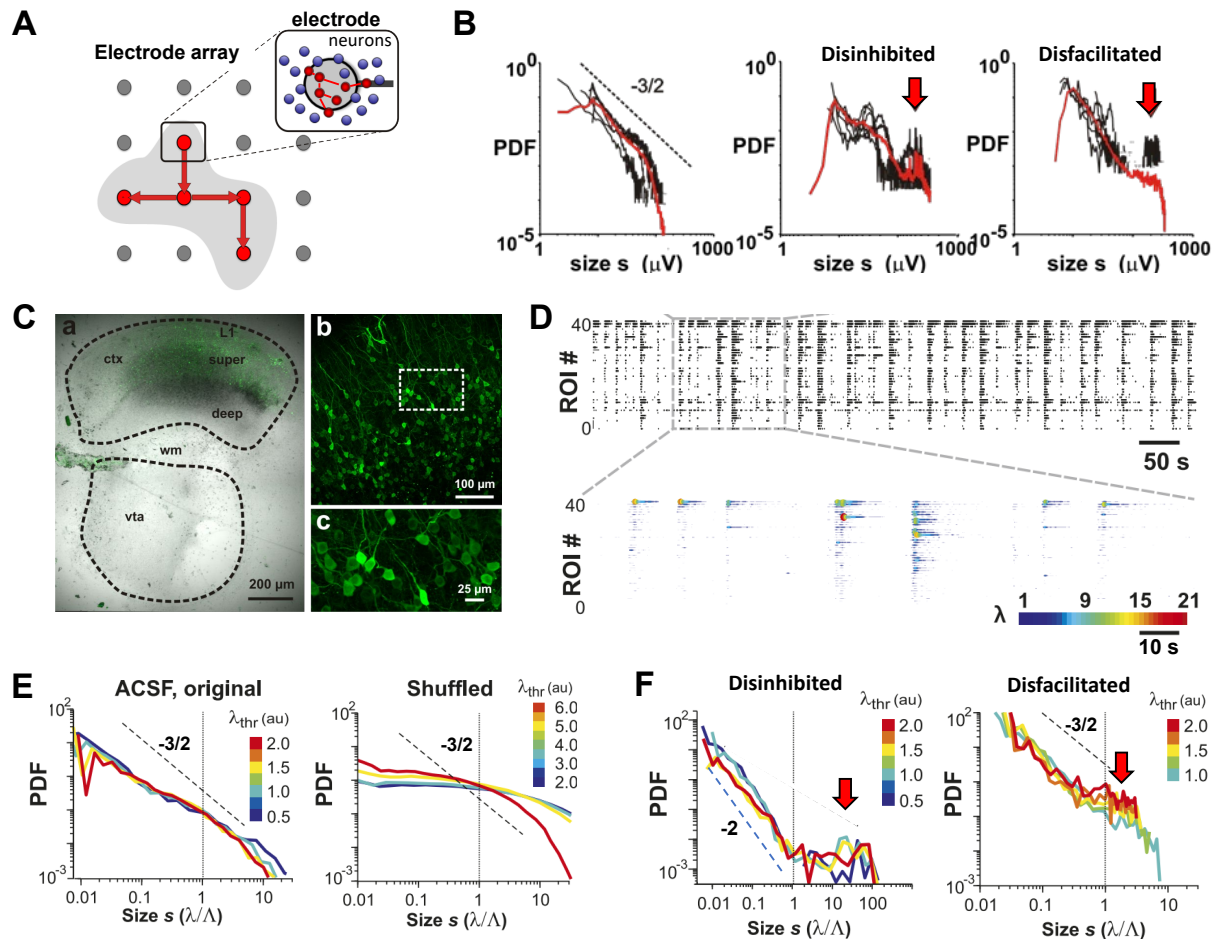 A
Electrode array
electrode
neurons
B
Disinhibited
Disfacilitated
10^0
PDF
10^-5
-3/2
1000
size s (µV)
10^0
PDF
10^-5
1000
size s (µV)
10^0
PDF
10^-5
1000
size s (µV)
C
a
L1
ctx
super
deep
wm
vta
200 µm
b
100 µm
c
25 µm
D
ROI #
40
0
50 s
ROI #
40
0
λ
1 9 15 21
10 s
E
ACSF, original
λthr (au)
2.0
1.5
1.0
0.5
-3/2
PDF
10^2
10^-3
0.01 0.1 1 10
Size s (λ/Λ)
Shuffled
λthr (au)
6.0
5.0
4.0
3.0
2.0
-3/2
PDF
10^2
10^-3
0.01 0.1 1 10
Size s (λ/Λ)
F
Disinhibited
λthr (au)
2.0
1.5
1.0
0.5
-2
PDF
10^2
10^-3
0.01 0.1 1 10 100
Size s (λ/Λ)
Disfacilitated
λthr (au)
2.0
1.5
1.0
-3/2
PDF
10^2
10^-3
0.01 0.1 1 10
Size s (λ/Λ)